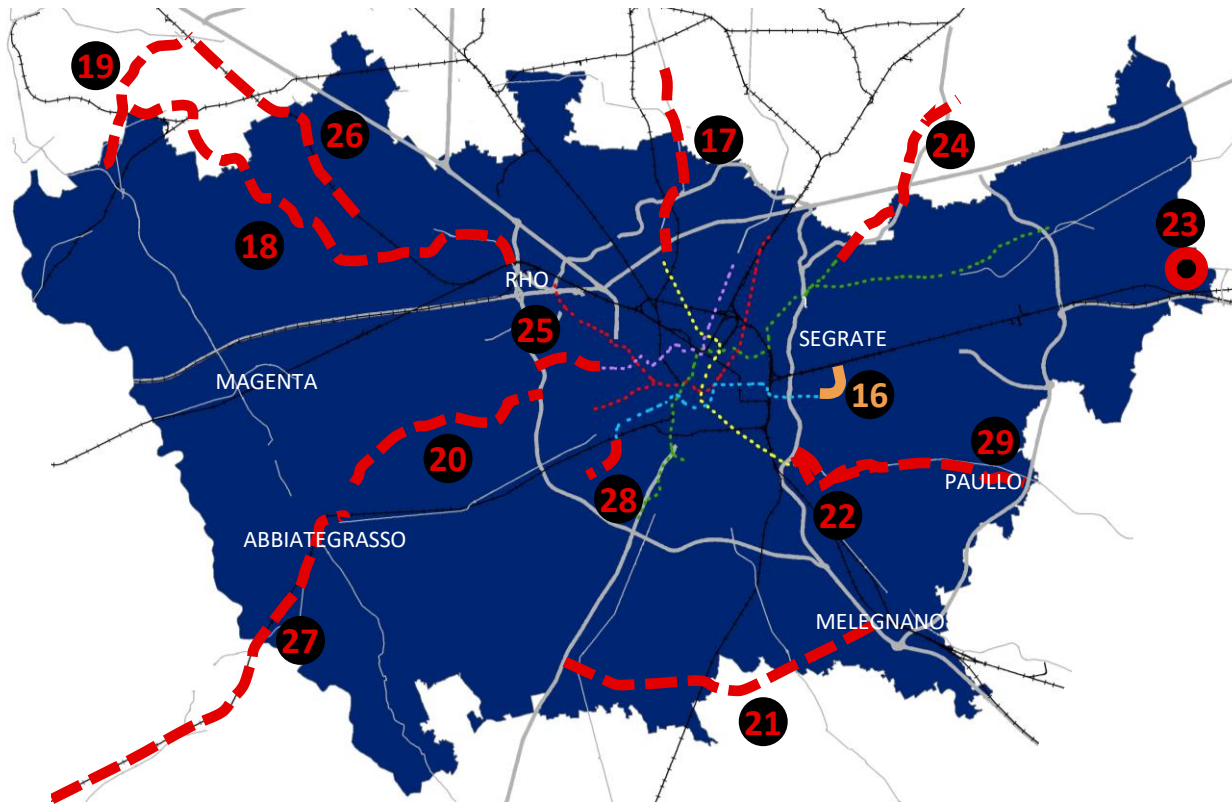 19
26
17
24
23
18
RHO
25
SEGRATE
MAGENTA
16
20
29
PAULLO
28
22
ABBIATEGRASSO
MELEGNANO
27
21